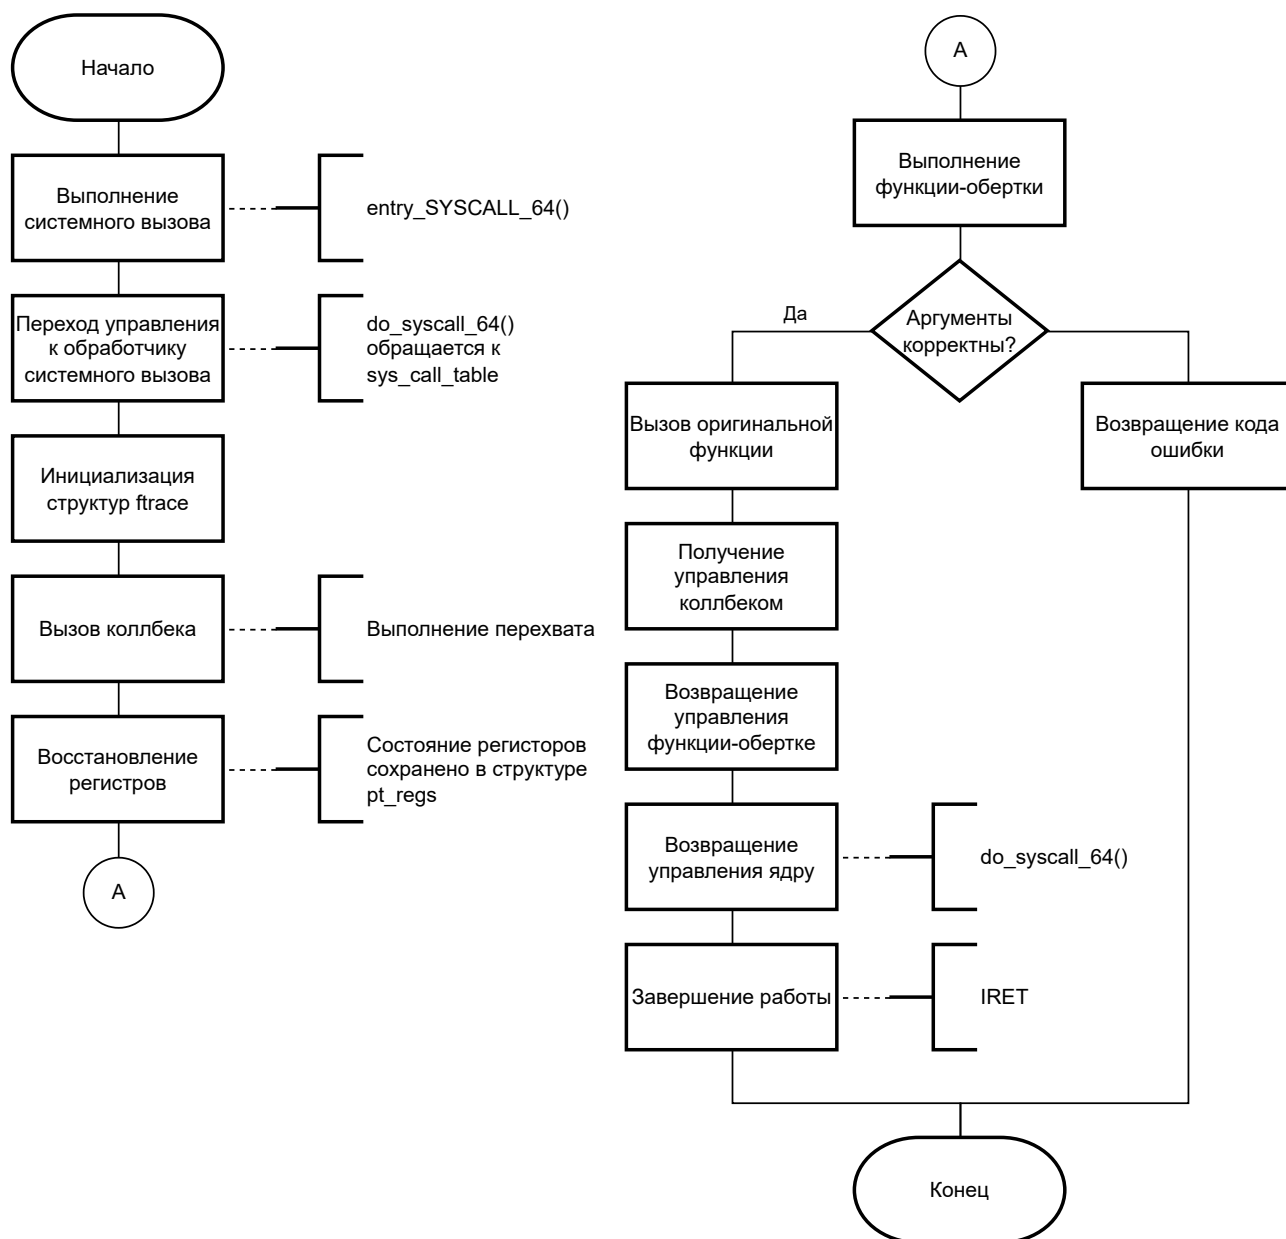 Начало
Выполнение
системного вызова
entry_SYSCALL_64()
Переход управления
к обработчику
системного вызова
do_syscall_64()
обращается к
sys_call_table
Инициализация
структур ftrace
Вызов коллбека
Выполнение перехвата
Восстановление
регистров
Состояние регисторов
сохранено в структуре
pt_regs
A
A
Выполнение
функции-обертки
Аргументы
корректны?
Да
Вызов оригинальной
функции
Возвращение кода
ошибки
Получение
управления
коллбеком
Возвращение
управления
функции-обертке
Возвращение
управления ядру
do_syscall_64()
Завершение работы
IRET
Конец